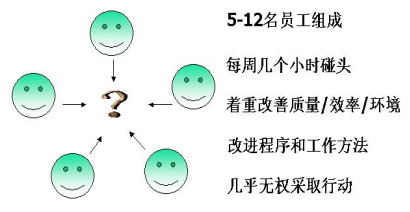 5-12名员工组成
每周几个小时碰头
?
着重改善质量/效率/环境
改进程序和工作方法
几乎无权采取行动